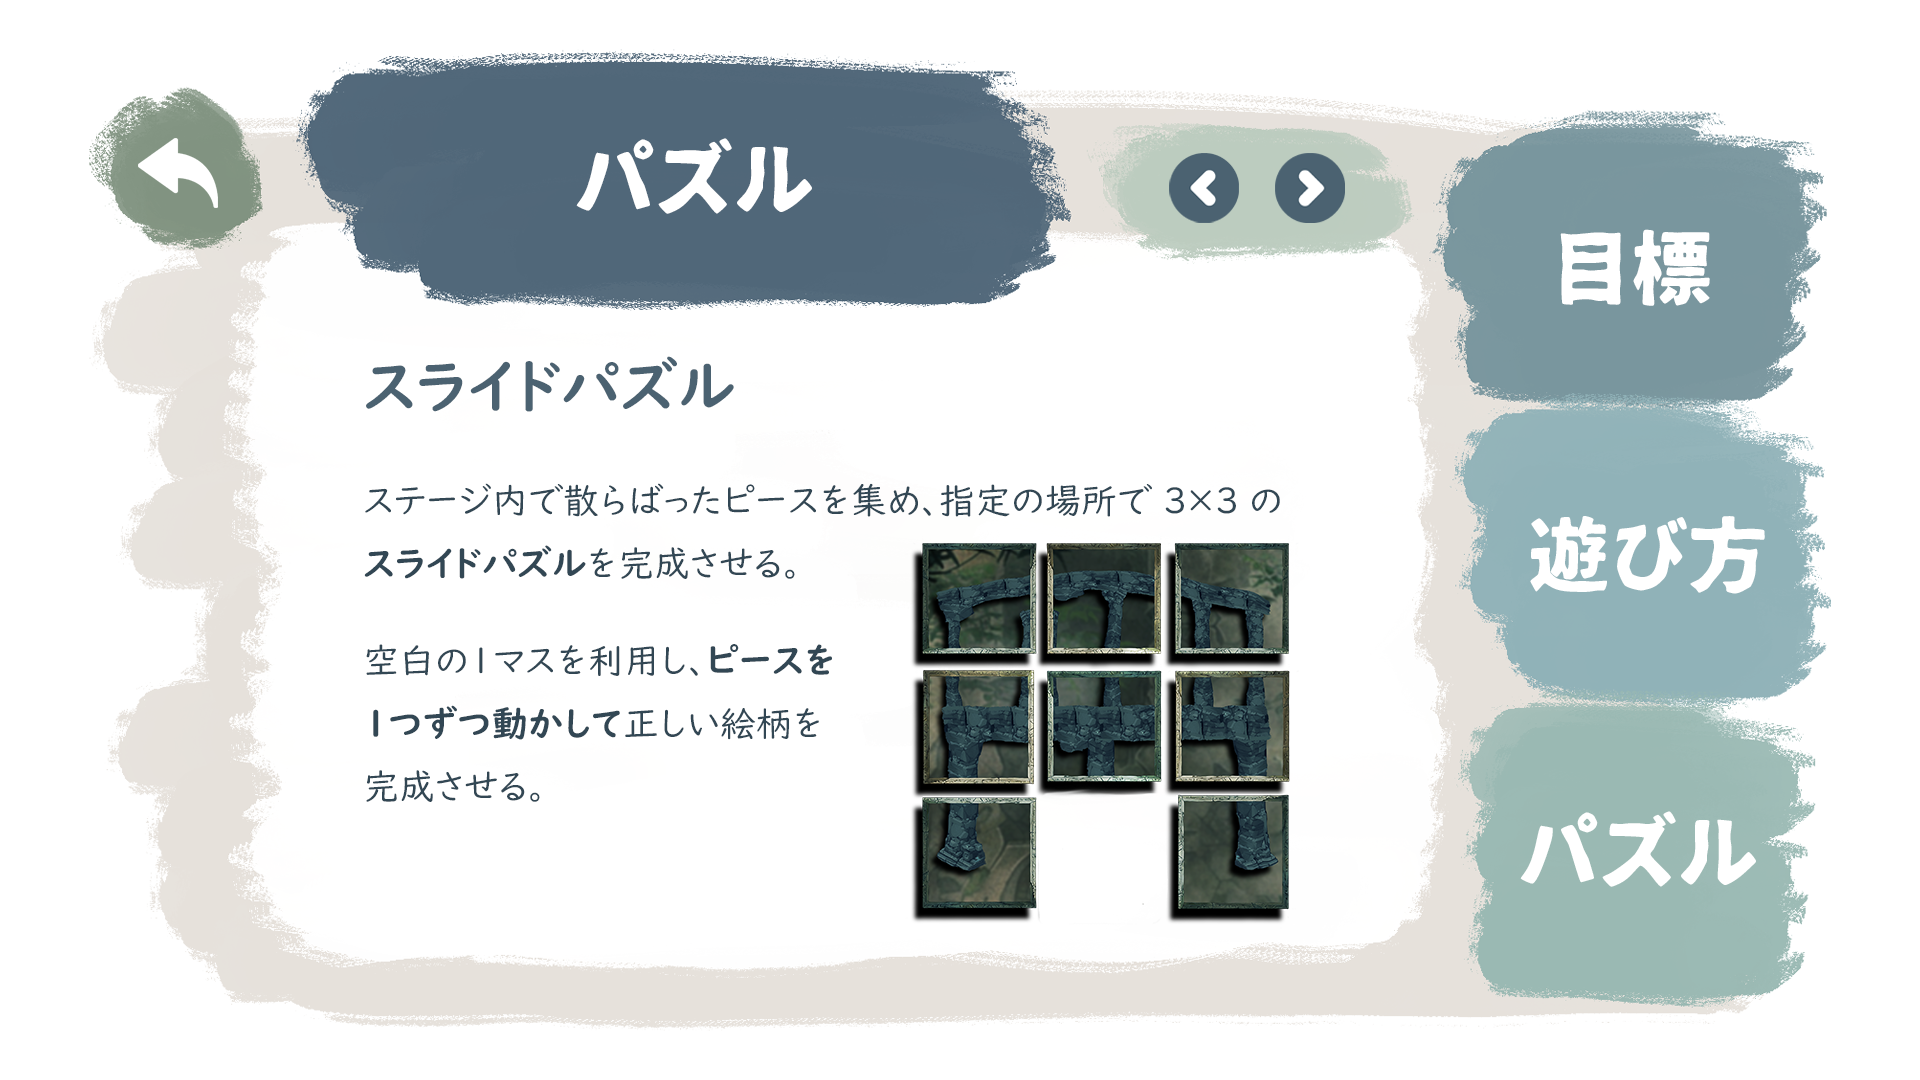 パズル
目標
スライドパズル
ステージ内で散らばったピースを集め、指定の場所で 3×3 の
スライドパズルを完成させる。
遊び方
空白の1マスを利用し、ピースを
1つずつ動かして正しい絵柄を
完成させる。
パズル